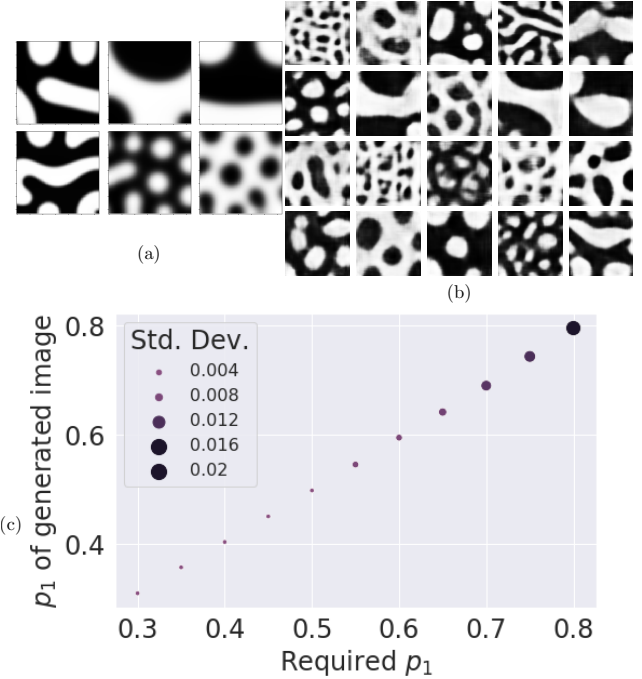 (a)
(b)
(c)
p1 of generated image
0.8
0.6
0.4
Std. Dev.
0.004
0.008
0.012
0.016
0.02
0.3 0.4 0.5 0.6 0.7 0.8
Required p1